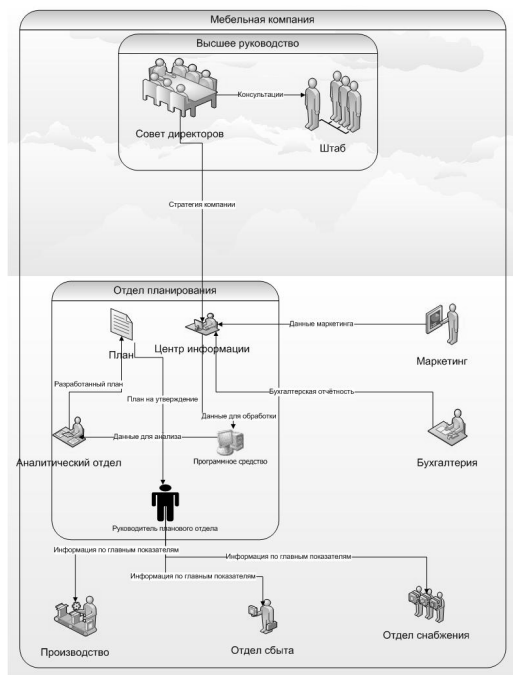 Мебельная компания
Высшее руководство
Консультации
Совет директоров
Штаб
Стратегия компании
Отдел планирования
План
Центр информации
Данные маркетинга
Маркетинг
Разработанный план
План на утверждение
Бухгалтерская отчётность
Данные для обработки
Данные для анализа
Аналитический отдел
Программное средство
Бухгалтерия
Руководитель планового отдела
Информация по главным показателям
Информация по главным показателям
Информация по главным показателям
Производство
Отдел сбыта
Отдел снабжения